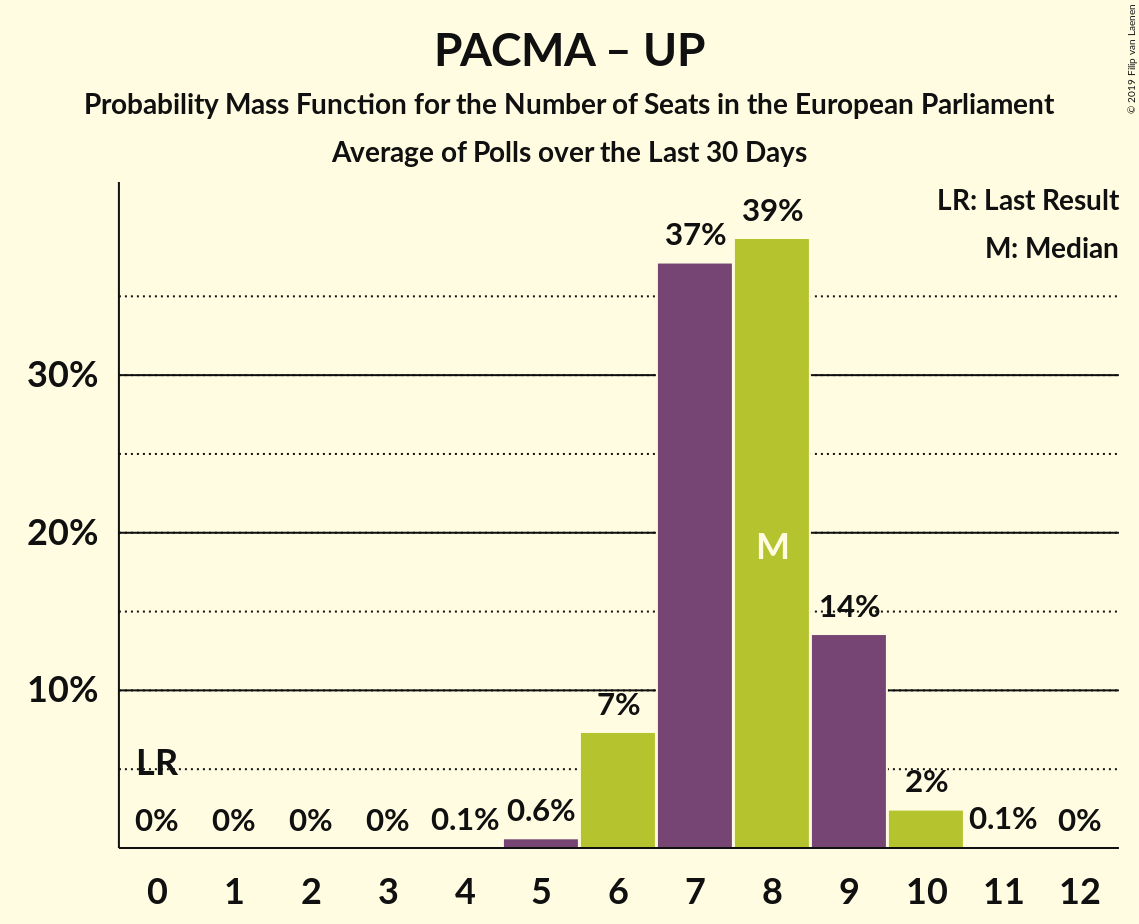 PACMA – UP
Probability Mass Function for the Number of Seats in the European Parliament
Average of Polls over the Last 30 Days
© 2019 Filip van Laenen
LR: Last Result
M: Median
30%
20%
10%
LR
0%
0%
0%
0%
0.1%
0.6%
7%
37%
39%
M
14%
2%
0.1%
0%
0 1 2 3 4 5 6 7 8 9 10 11 12